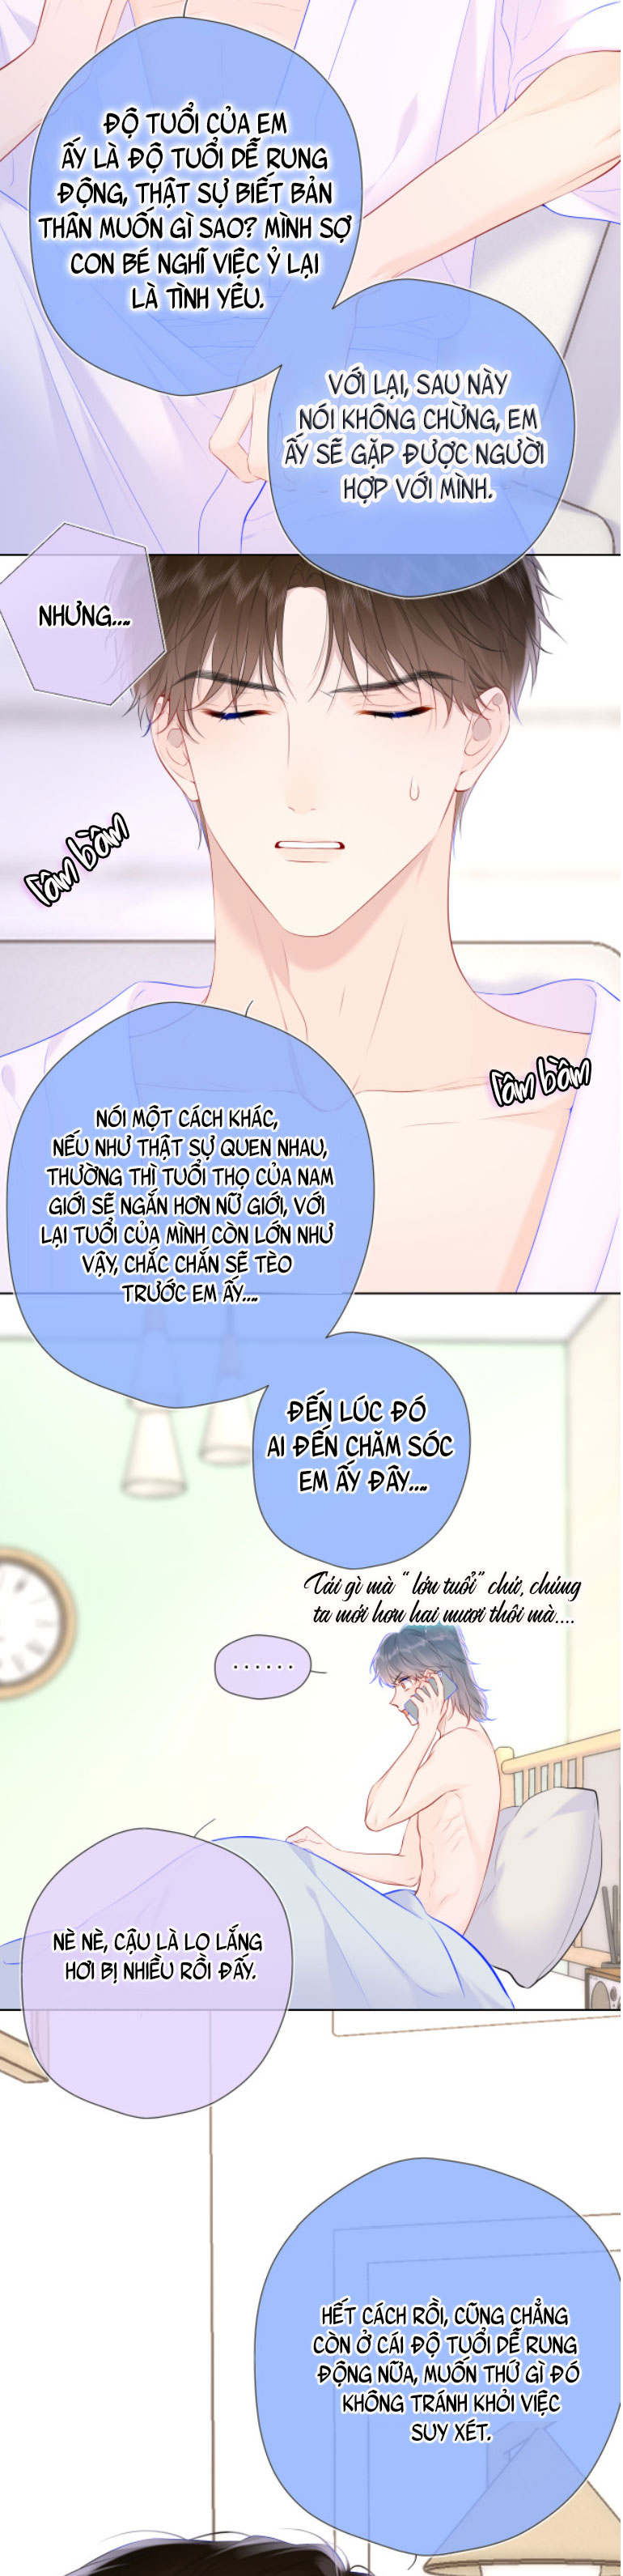 ĐỘ TUỔI CỦA EM
ẤY LÀ ĐỘ TUỔI DỄ RUNG
ĐỘNG, THẬT SỰ BIẾT BẢN
THÂN MUỐN GÌ SAO? MÌNH SỢ
CON BÉ NGHĨ VIỆC Ỷ LẠI
LÀ TÌNH YÊU.
VỚI LẠI, SAU NÀY
NÓI KHÔNG CHỪNG, EM
ẤY SẼ GẶP ĐƯỢC NGƯỜI
HỢP VỚI MÌNH.
NHƯNG....
lầm bầm
lầm bầm
NÓI MỘT CÁCH KHÁC,
NẾU NHƯ THẬT SỰ QUEN NHAU,
THƯỜNG THÌ TUỔI THỌ CỦA NAM
GIỚI SẼ NGẮN HƠN NỮ GIỚI, VỚI
LẠI TUỔI CỦA MÌNH CÒN LỚN NHƯ
VẬY, CHẮC CHẮN SẼ TÈO
TRƯỚC EM ẤY....
ĐẾN LÚC ĐÓ
AI ĐẾN CHĂM SÓC
EM ẤY ĐÂY....
Cái gì mà “ lớn tuổi” chứ, chúng
ta mới hơn hai mươi thôi mà....
......
NÈ NÈ, CẬU LÀ LO LẮNG
HƠI BỊ NHIỀU RỒI ĐẤY.
HẾT CÁCH RỒI, CŨNG CHẲNG
CÒN Ở CÁI ĐỘ TUỔI DỄ RUNG
ĐỘNG NỮA, MUỐN THỨ GÌ ĐÓ
KHÔNG TRÁNH KHỎI VIỆC
SUY XÉT.